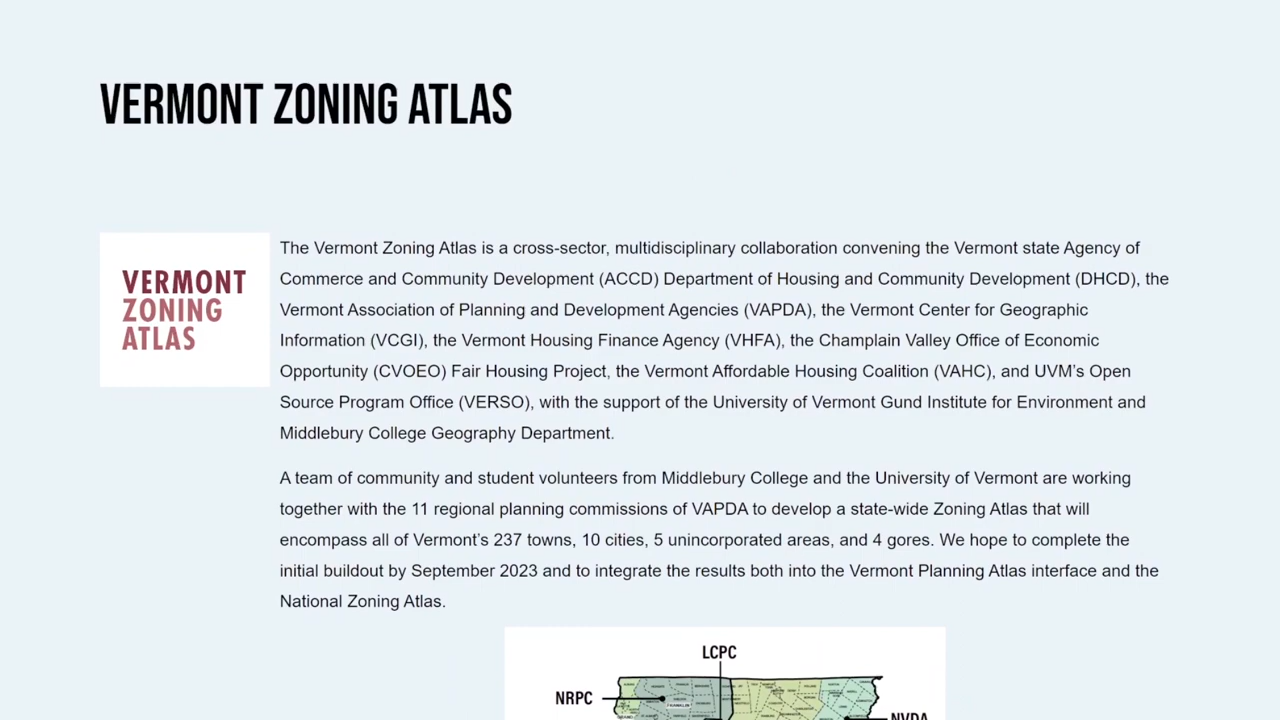 VERMONT ZONING ATLAS
VERMONT
ZONING
ATLAS
The Vermont Zoning Atlas is a cross-sector, multidisciplinary collaboration convening the Vermont state Agency of
Commerce and Community Development (ACCD) Department of Housing and Community Development (DHCD), the
Vermont Association of Planning and Development Agencies (VAPDA), the Vermont Center for Geographic
Information (VCGI), the Vermont Housing Finance Agency (VHFA), the Champlain Valley Office of Economic
Opportunity (CVOEO) Fair Housing Project, the Vermont Affordable Housing Coalition (VAHC), and UVM's Open
Source Program Office (VERSO), with the support of the University of Vermont Gund Institute for Environment and
Middlebury College Geography Department.
A team of community and student volunteers from Middlebury College and the University of Vermont are working
together with the 11 regional planning commissions of VAPDA to develop a state-wide Zoning Atlas that will
encompass all of Vermont's 237 towns, 10 cities, 5 unincorporated areas, and 4 gores. We hope to complete the
initial buildout by September 2023 and to integrate the results both into the Vermont Planning Atlas interface and the
National Zoning Atlas.
LCPC
NRPC
FRANKLIN
NVDA